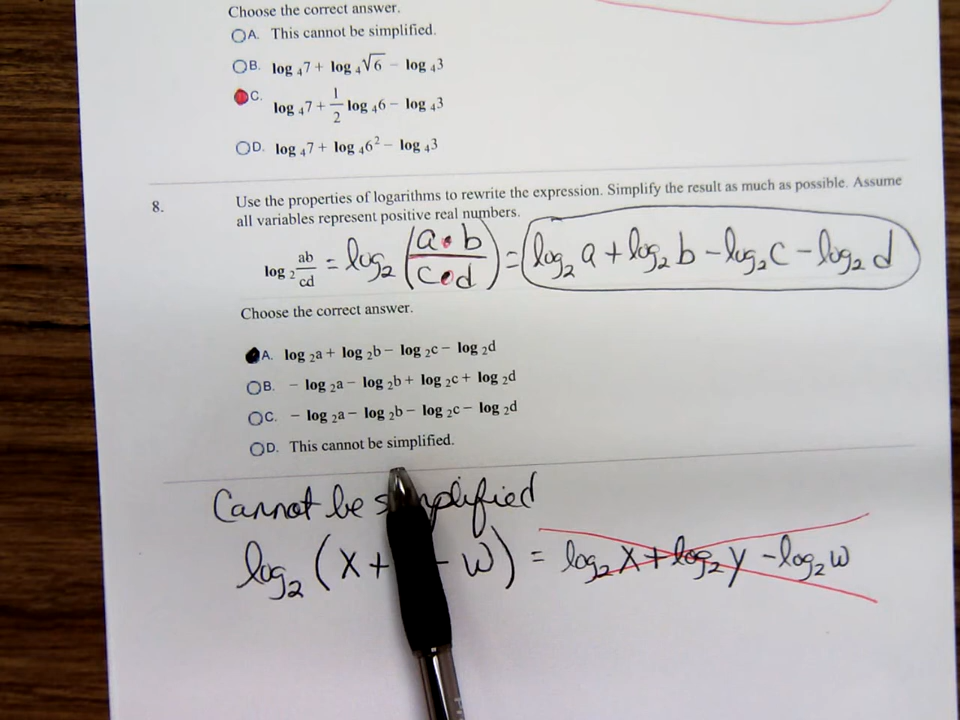 Choose the correct answer.
A. This cannot be simplified.
B. log ₄7 + log ₄√6 − log ₄3
C. log ₄7 + 1/2 log ₄6 − log ₄3
D. log ₄7 + log ₄6² − log ₄3
8. Use the properties of logarithms to rewrite the expression. Simplify the result as much as possible. Assume
all variables represent positive real numbers.
log ₂ ab/cd = log₂ (a•b/c•d) = log₂ a + log₂ b − log₂ c − log₂ d
Choose the correct answer.
A. log ₂a + log ₂b − log ₂c − log ₂d
B. − log ₂a − log ₂b + log ₂c + log ₂d
C. − log ₂a − log ₂b − log ₂c − log ₂d
D. This cannot be simplified.
Cannot be simplified
log₂ (x + − w) = log₂ x + log₂ y − log₂ w